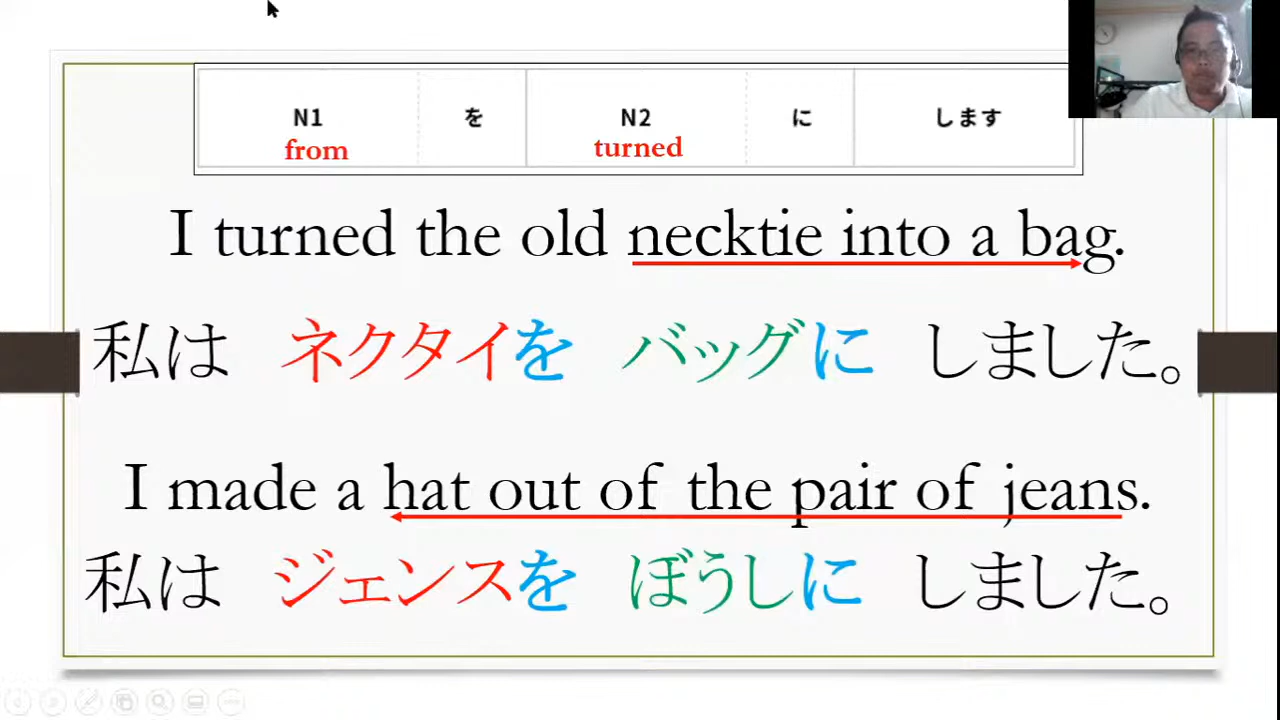 N1 を N2 に します
from turned
I turned the old necktie into a bag.
私は ネクタイを バッグに しました。
I made a hat out of the pair of jeans.
私は ジェンスを ぼうしに しました。